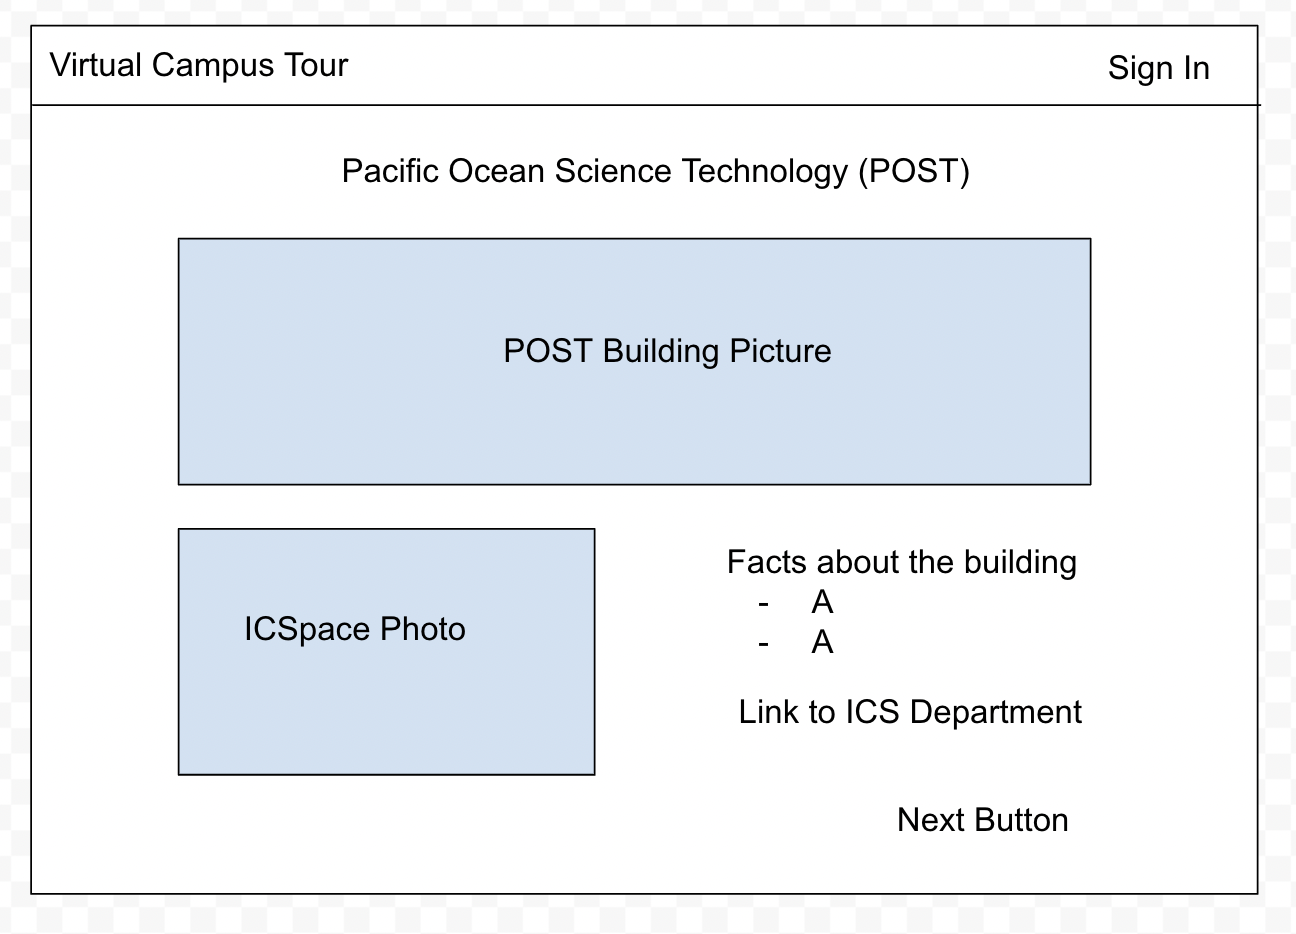 Virtual Campus Tour
Sign In
Pacific Ocean Science Technology (POST)
POST Building Picture
ICSpace Photo
Facts about the building
- A
- A
Link to ICS Department
Next Button